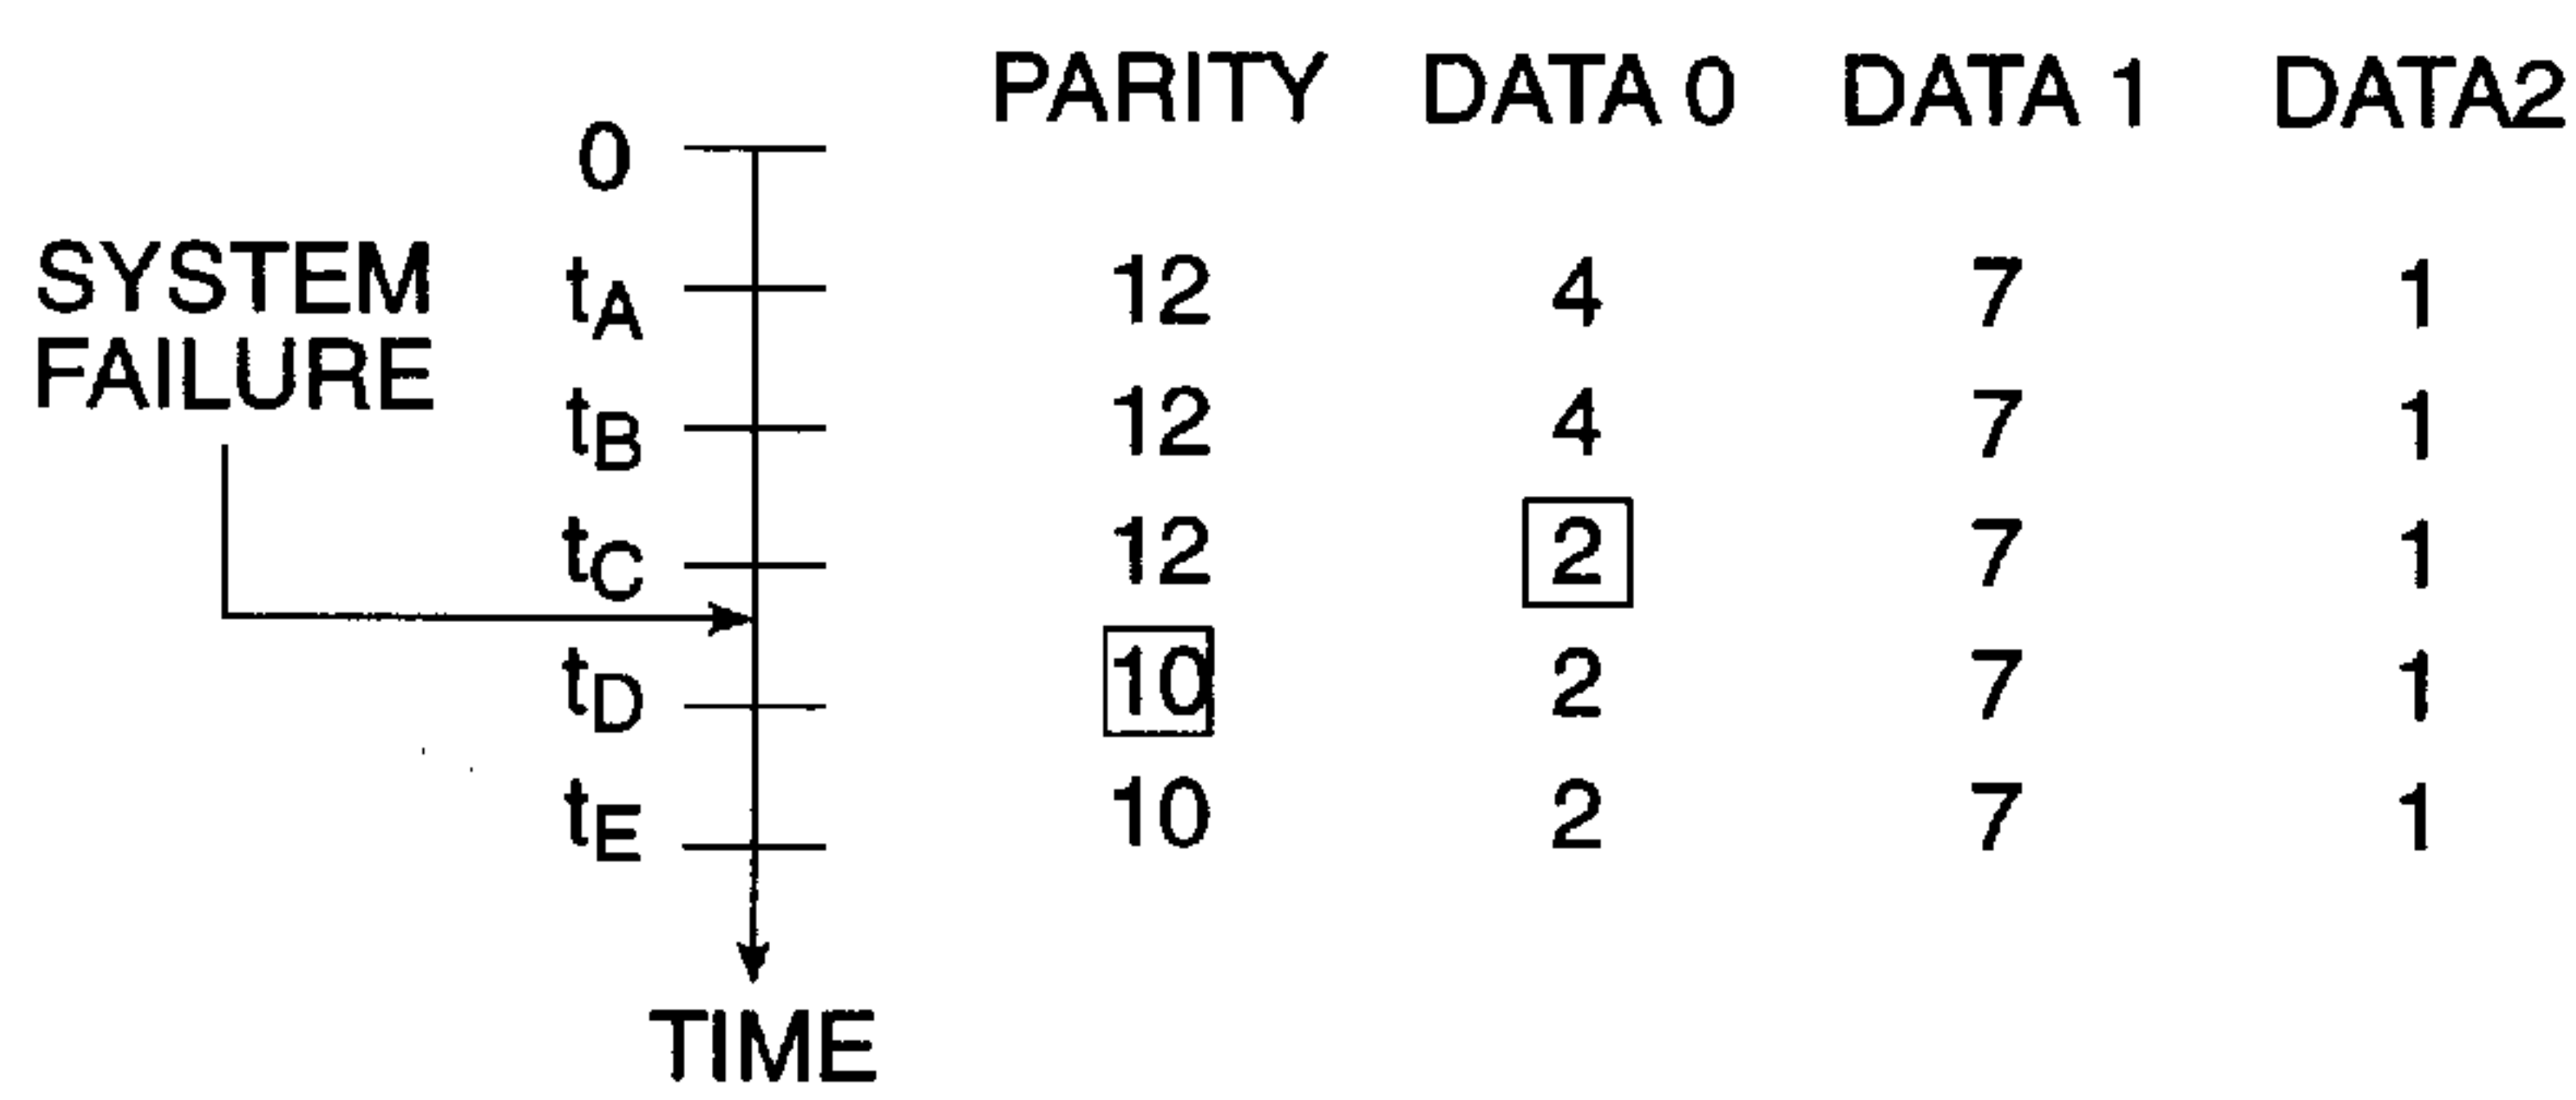 PARITY DATA 0 DATA 1 DATA2
0
SYSTEM
FAILURE
tA 12 4 7 1
tB 12 4 7 1
tC 12 2 7 1
tD 10 2 7 1
tE 10 2 7 1
TIME